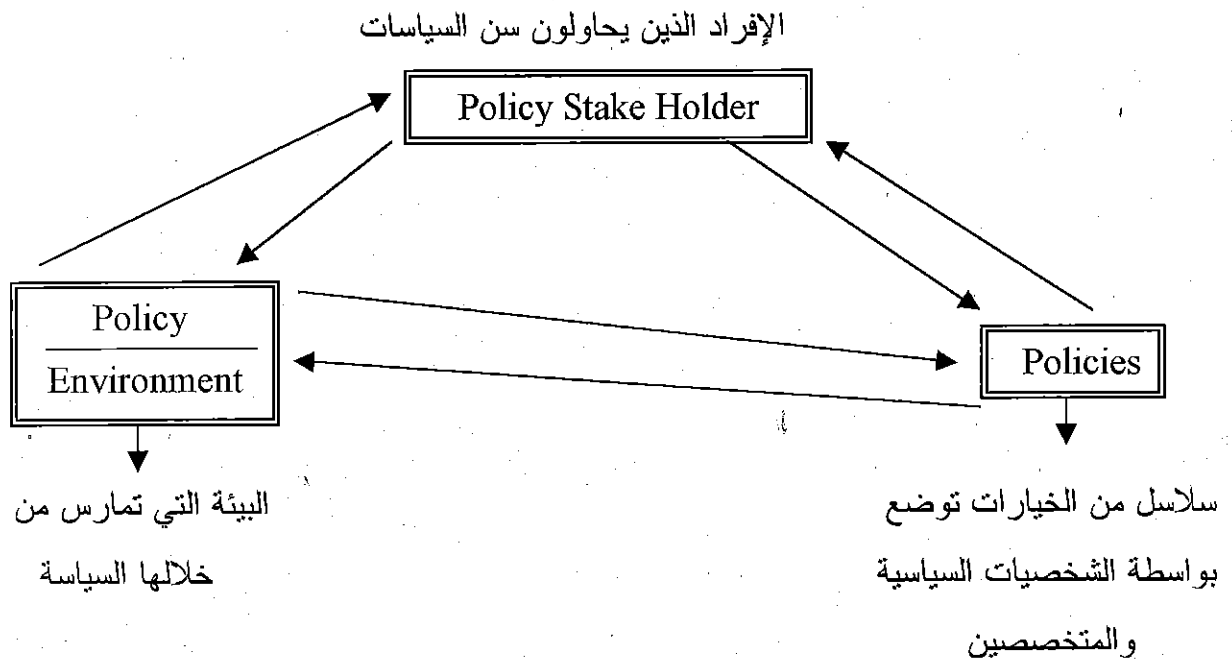 الإفراد الذين يحاولون سن السياسات
Policy Stake Holder
Policy
Environment
Policies
البيئة التي تمارس من
خلالها السياسة
سلاسل من الخيارات توضع
بواسطة الشخصيات السياسية
والمتخصصين